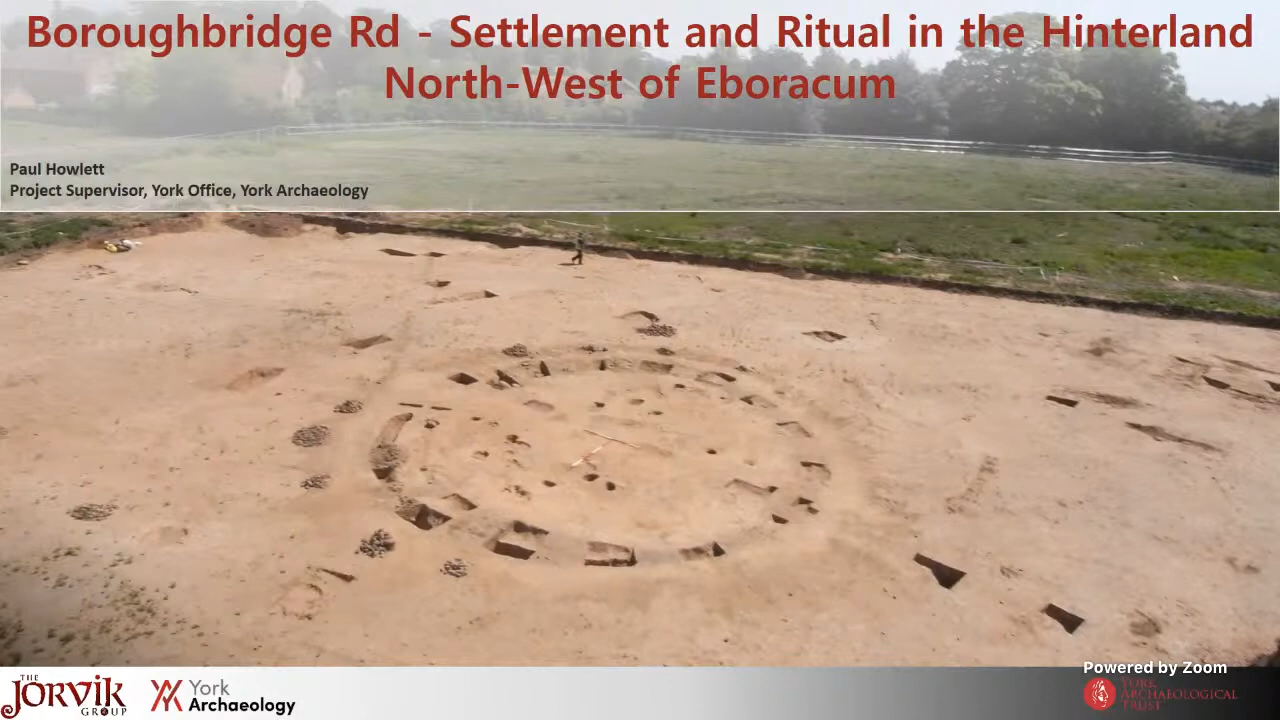 Boroughbridge Rd - Settlement and Ritual in the Hinterland
North-West of Eboracum
Paul Howlett
Project Supervisor, York Office, York Archaeology
Powered by Zoom
THE
JORVIK
GROUP
York
Archaeology
YORK
ARCHAEOLOGICAL
TRUST